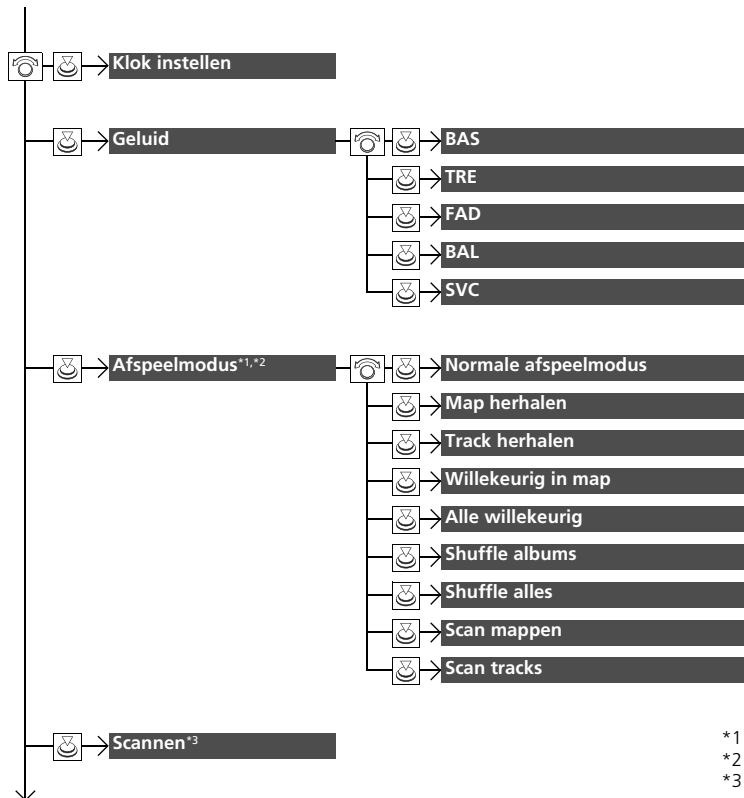 Klok instellen
Geluid
BAS
TRE
FAD
BAL
SVC
Afspeelmodus*1,*2
Normale afspeelmodus
Map herhalen
Track herhalen
Willekeurig in map
Alle willekeurig
Shuffle albums
Shuffle alles
Scan mappen
Scan tracks
Scannen*3
*1
*2
*3